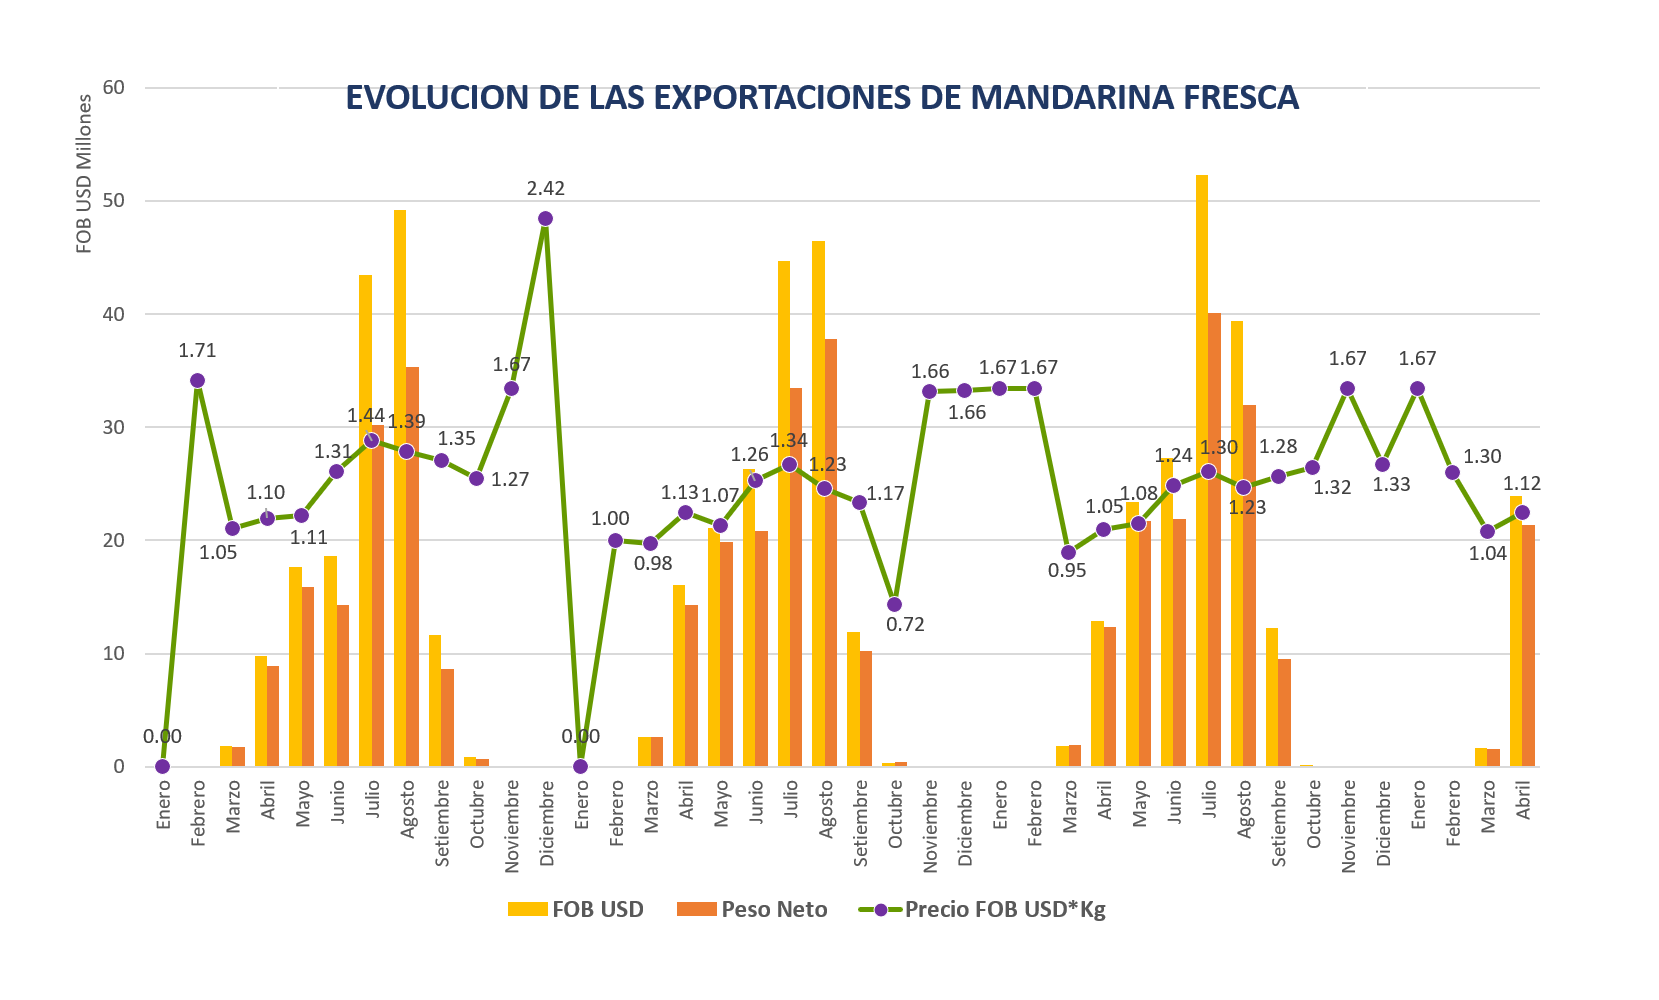 EVOLUCION DE LAS EXPORTACIONES DE MANDARINA FRESCA
FOB USD Millones
60
50
40
30
20
10
0
0.00
1.71
1.05
1.10
1.11
1.31
1.44
1.39
1.35
1.27
1.67
2.42
0.00
1.00
0.98
1.13
1.07
1.26
1.34
1.23
1.17
0.72
1.66
1.66
1.67
1.67
0.95
1.05
1.08
1.24
1.30
1.23
1.28
1.32
1.67
1.33
1.67
1.30
1.04
1.12
Enero
Febrero
Marzo
Abril
Mayo
Junio
Julio
Agosto
Setiembre
Octubre
Noviembre
Diciembre
Enero
Febrero
Marzo
Abril
Mayo
Junio
Julio
Agosto
Setiembre
Octubre
Noviembre
Diciembre
Enero
Febrero
Marzo
Abril
Mayo
Junio
Julio
Agosto
Setiembre
Octubre
Noviembre
Diciembre
Enero
Febrero
Marzo
Abril
FOB USD
Peso Neto
Precio FOB USD*Kg